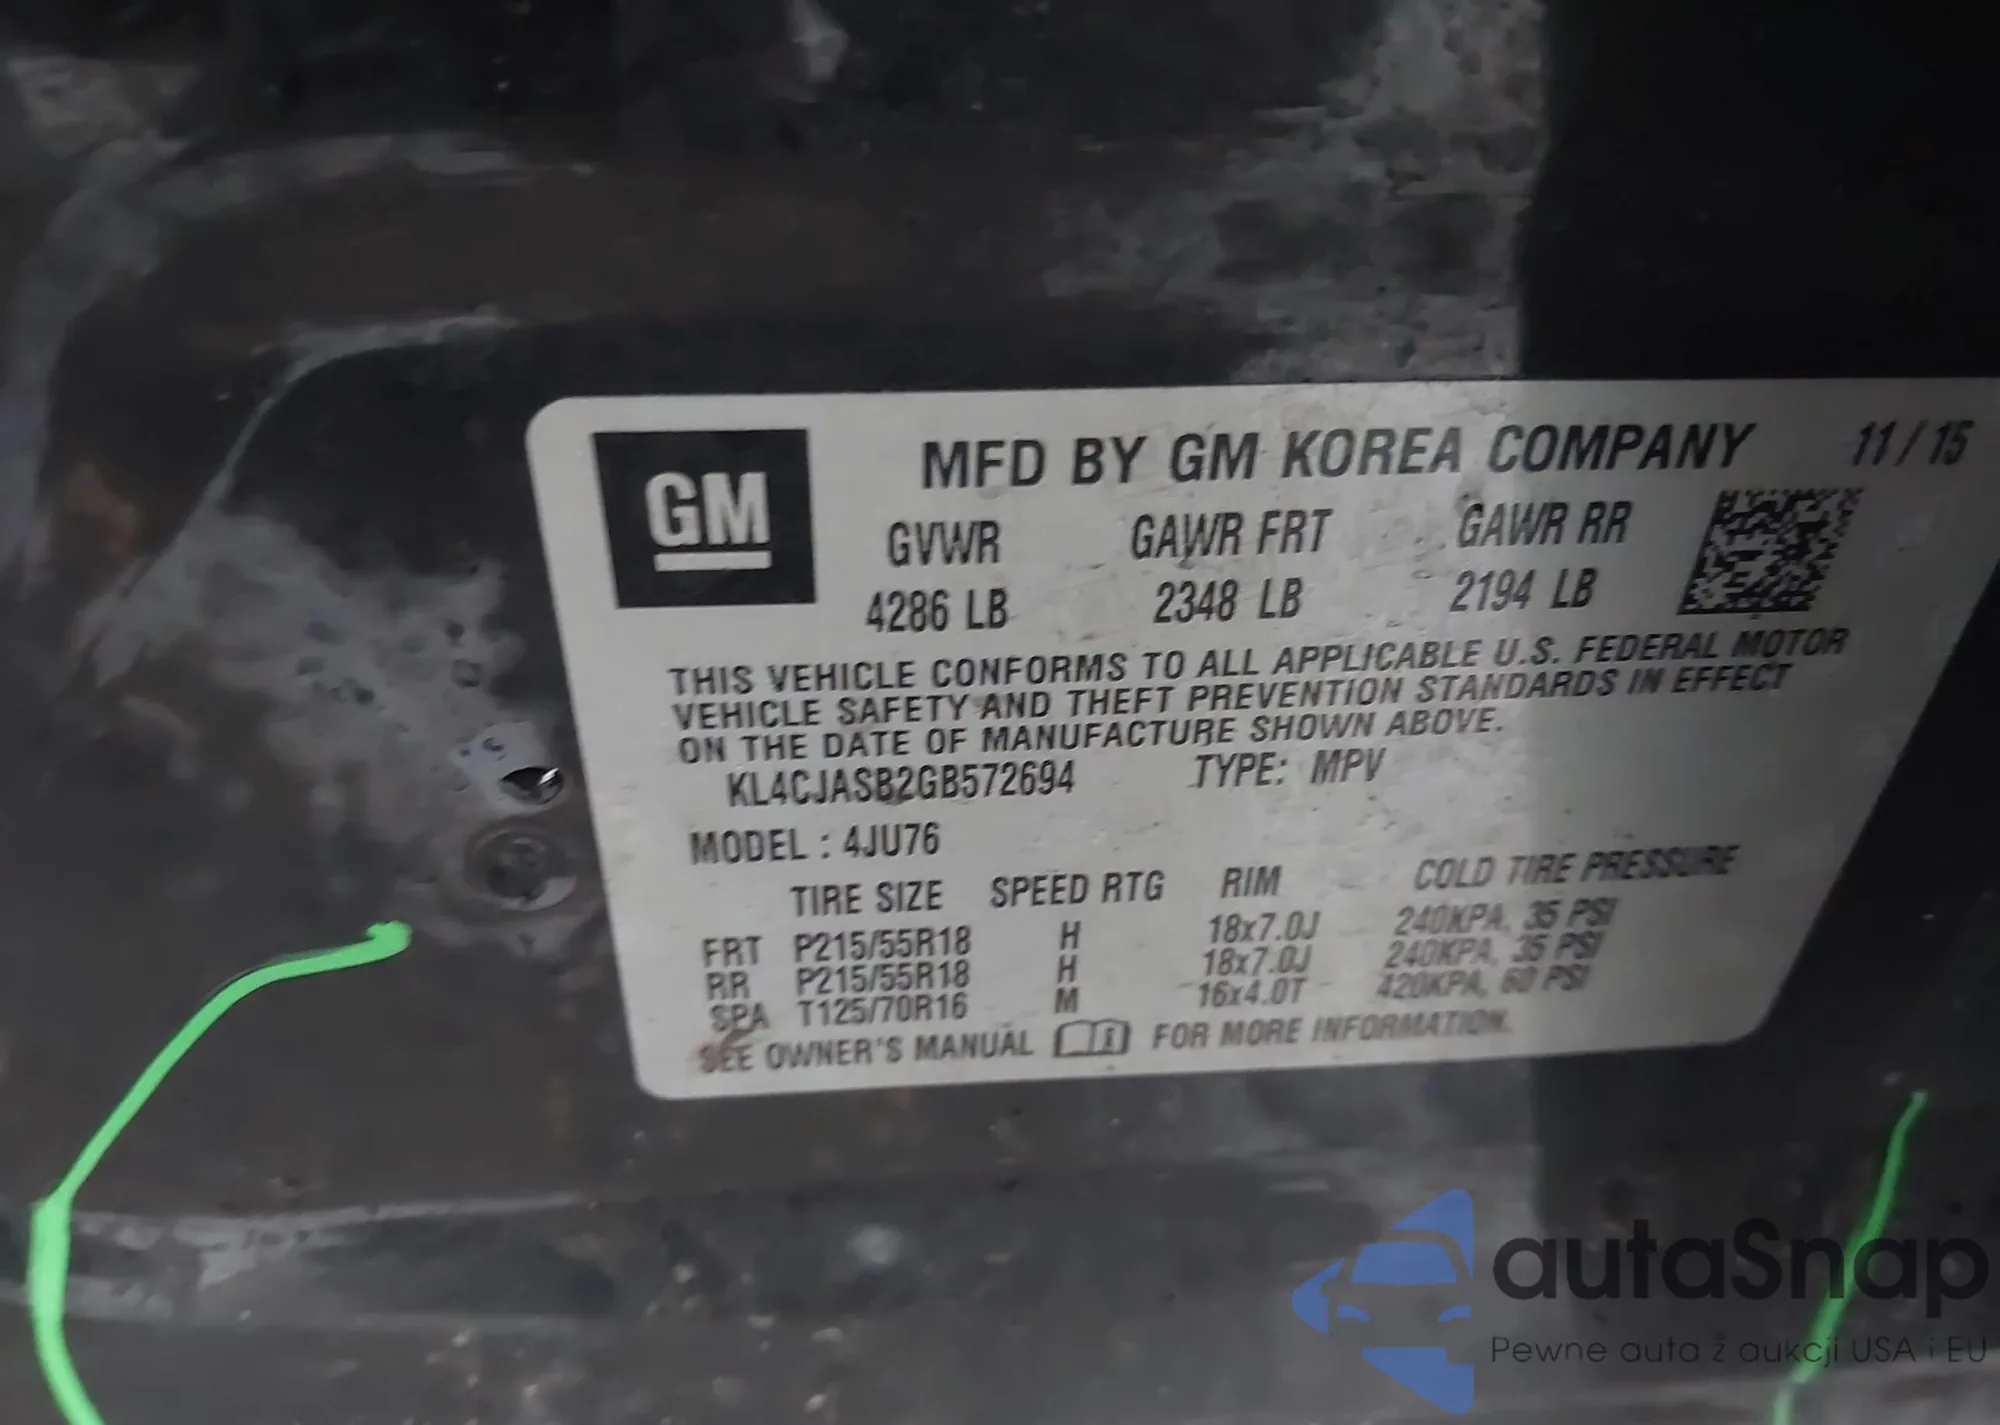 GM
MFD BY GM KOREA COMPANY 11/15
GVWR GAWR FRT GAWR RR
4286 LB 2348 LB 2194 LB
THIS VEHICLE CONFORMS TO ALL APPLICABLE U.S. FEDERAL MOTOR
VEHICLE SAFETY AND THEFT PREVENTION STANDARDS IN EFFECT
ON THE DATE OF MANUFACTURE SHOWN ABOVE.
KL4CJASB2GB572694 TYPE: MPV
MODEL : 4JU76
TIRE SIZE SPEED RTG RIM COLD TIRE PRESSURE
FRT P215/55R18 H 18x7.0J 240KPA, 35 PSI
RR P215/55R18 H 18x7.0J 240KPA, 35 PSI
SPA T125/70R16 M 16x4.0T 420KPA, 60 PSI
SEE OWNER'S MANUAL FOR MORE INFORMATION.
autaSnap
Pewne auta z aukcji USA i EU